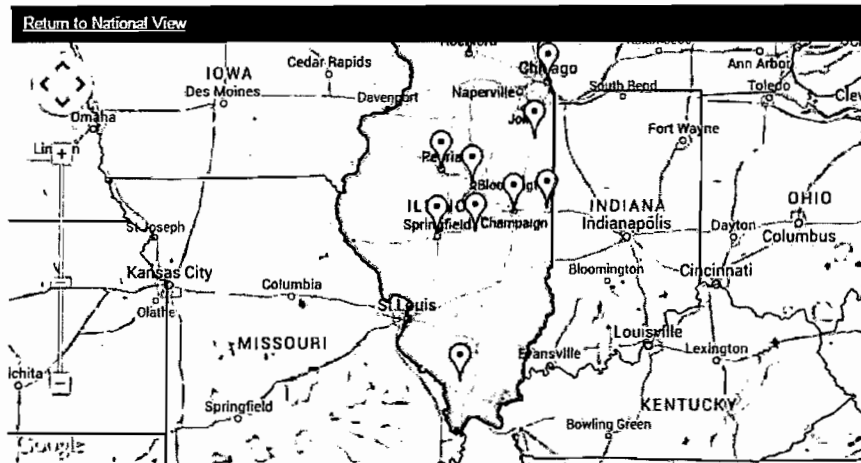 Return to National View
Chicago
Ann Arbor
Cedar Rapids
IOWA
Des Moines
South Bend
Toledo
Naperville
Davenport
Omaha
Fort Wayne
INDIANA
OHIO
Champaign
Springfield
Indianapolis
Dayton
Columbus
St Joseph
Kansas City
Columbia
Bloomington
Cincinnati
Olathe
St Louis
MISSOURI
Evansville
Louisville
Lexington
Springfield
KENTUCKY
Bowling Green
Google